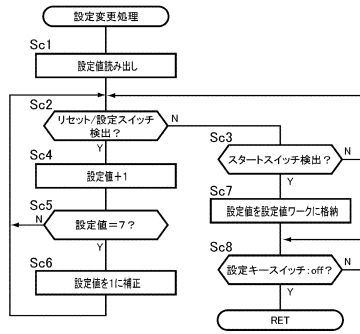 設定変更処理
Sc1
設定値読み出し
Sc2
リセット/設定スイッチ
検出？
N
Y
Sc3
スタートスイッチ検出？
N
Y
Sc4
設定値+1
Sc7
設定値を設定値ワークに格納
Sc5
N
設定値=7？
Y
Sc8
設定キースイッチ:off？
N
Y
Sc6
設定値を1に補正
RET